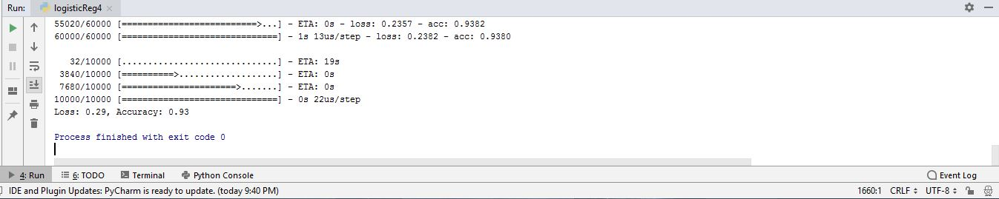 Run: logisticReg4
55020/60000 [===========================>...] - ETA: 0s - loss: 0.2357 - acc: 0.9382
60000/60000 [==============================] - 1s 13us/step - loss: 0.2382 - acc: 0.9380
32/10000 [..............................] - ETA: 19s
3840/10000 [==========>...................] - ETA: 0s
7680/10000 [======================>.......] - ETA: 0s
10000/10000 [==============================] - 0s 22us/step
Loss: 0.29, Accuracy: 0.93
Process finished with exit code 0
4: Run 6: TODO Terminal Python Console Event Log
IDE and Plugin Updates: PyCharm is ready to update. (today 9:40 PM) 1660:1 CRLF UTF-8